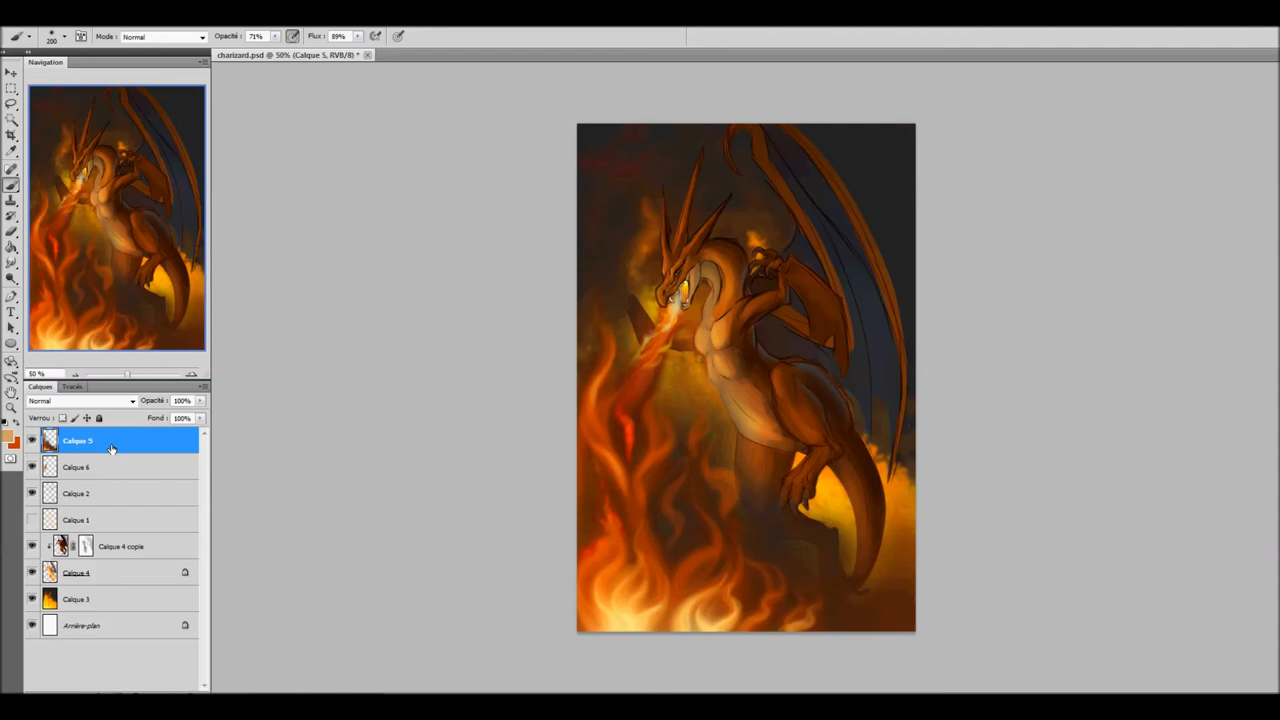 200 Mode : Normal Opacité : 71% Flux : 89%
charizard.psd @ 50% (Calque 5, RVB/8) *
Navigation
50 %
Calques Tracés
Normal Opacité : 100%
Verrou : Fond : 100%
Calque 5
Calque 6
Calque 2
Calque 1
Calque 4 copie
Calque 4
Calque 3
Arrière-plan